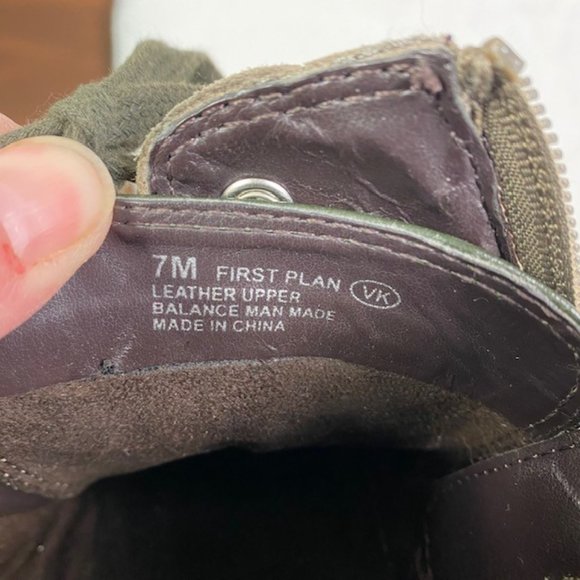 7M FIRST PLAN VK
LEATHER UPPER
BALANCE MAN MADE
MADE IN CHINA